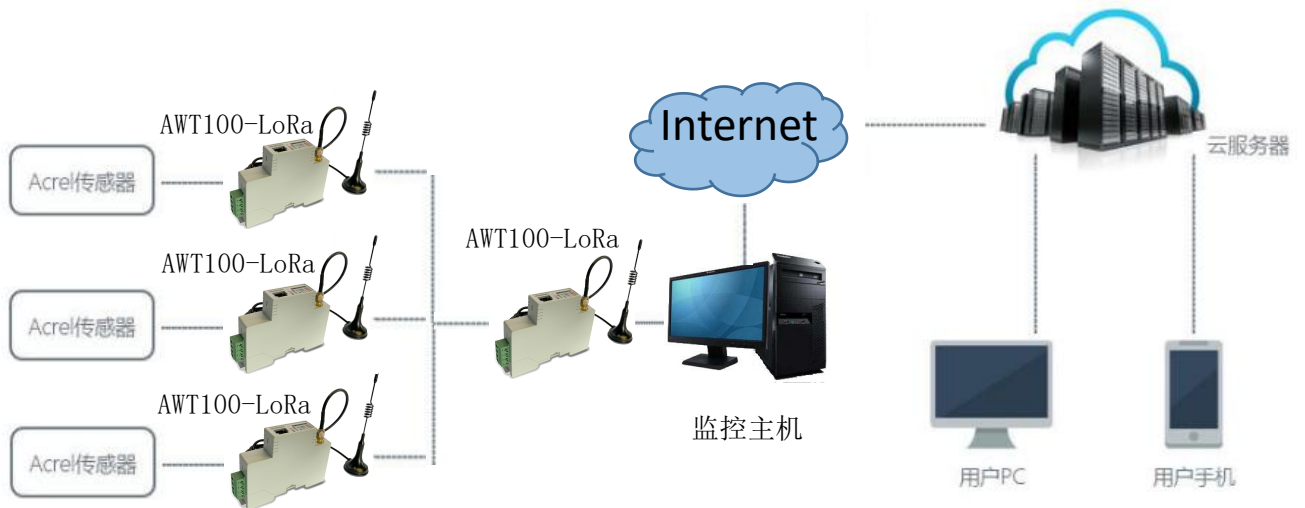 AWT100-LoRa
Acrel传感器
AWT100-LoRa
Acrel传感器
AWT100-LoRa
Acrel传感器
AWT100-LoRa
监控主机
Internet
云服务器
用户PC
用户手机